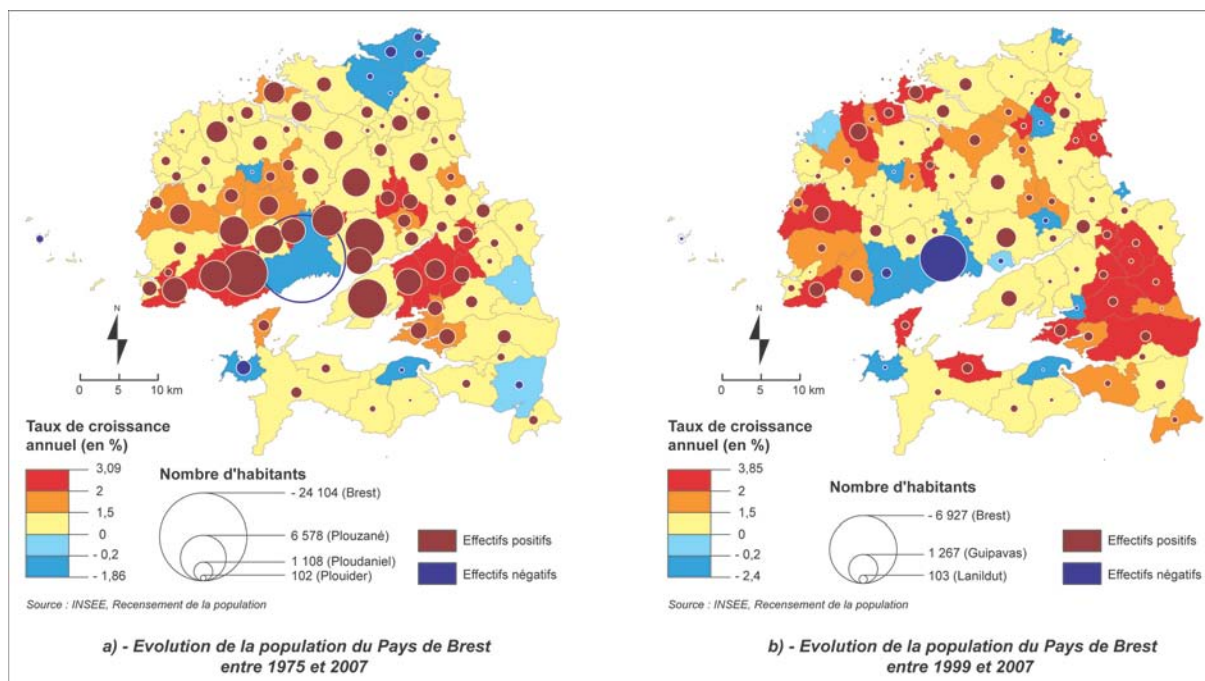 N
0 5 10 km
Taux de croissance
annuel (en %)
3,09
2
1,5
0
- 0,2
- 1,86
Nombre d'habitants
- 24 104 (Brest)
6 578 (Plouzané)
1 108 (Ploudaniel)
102 (Plouider)
Effectifs positifs
Effectifs négatifs
Source : INSEE, Recensement de la population
a) - Evolution de la population du Pays de Brest
entre 1975 et 2007
N
0 5 10 km
Taux de croissance
annuel (en %)
3,85
2
1,5
0
- 0,2
- 2,4
Nombre d'habitants
- 6 927 (Brest)
1 267 (Guipavas)
103 (Lanildut)
Effectifs positifs
Effectifs négatifs
Source : INSEE, Recensement de la population
b) - Evolution de la population du Pays de Brest
entre 1999 et 2007